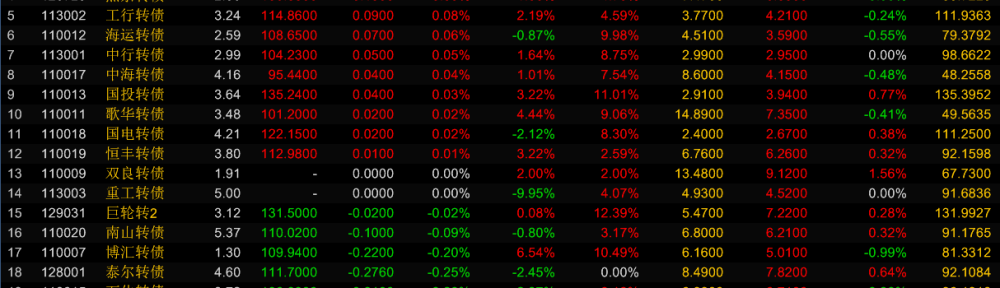 5 113002 工行转债 3.24 114.8600 0.0900 0.08% 2.19% 4.59% 3.7700 4.2100 -0.24% 111.9363
6 110012 海运转债 2.59 108.6500 0.0700 0.06% -0.87% 9.98% 4.5100 3.5900 -0.55% 79.3792
7 113001 中行转债 2.99 104.2300 0.0500 0.05% 1.64% 8.75% 2.9900 2.9500 0.00% 98.6622
8 110017 中海转债 4.16 95.4400 0.0400 0.04% 1.01% 7.54% 8.6000 4.1500 -0.48% 48.2558
9 110013 国投转债 3.64 135.2400 0.0400 0.03% 3.22% 11.01% 2.9100 3.9400 0.77% 135.3952
10 110011 歌华转债 3.48 101.2000 0.0200 0.02% 4.44% 9.06% 14.8900 7.3500 -0.41% 49.5635
11 110018 国电转债 4.21 122.1500 0.0200 0.02% -2.12% 8.30% 2.4000 2.6700 0.38% 111.2500
12 110019 恒丰转债 3.80 112.9800 0.0100 0.01% 3.22% 2.59% 6.7600 6.2600 0.32% 92.1598
13 110009 双良转债 1.91 - 0.0000 0.00% 2.00% 2.00% 13.4800 9.1200 1.56% 67.7300
14 113003 重工转债 5.00 - 0.0000 0.00% -9.95% 4.07% 4.9300 4.5200 0.00% 91.6836
15 129031 巨轮转2 3.12 131.5000 -0.0200 -0.02% 0.08% 12.39% 5.4700 7.2200 0.28% 131.9927
16 110020 南山转债 5.37 110.0200 -0.1000 -0.09% -0.80% 3.17% 6.8000 6.2100 0.32% 91.1765
17 110007 博汇转债 1.30 109.9400 -0.2200 -0.20% 6.54% 10.49% 6.1600 5.0100 -0.99% 81.3312
18 128001 泰尔转债 4.60 111.7000 -0.2760 -0.25% -2.45% 0.00% 8.4900 7.8200 0.64% 92.1084